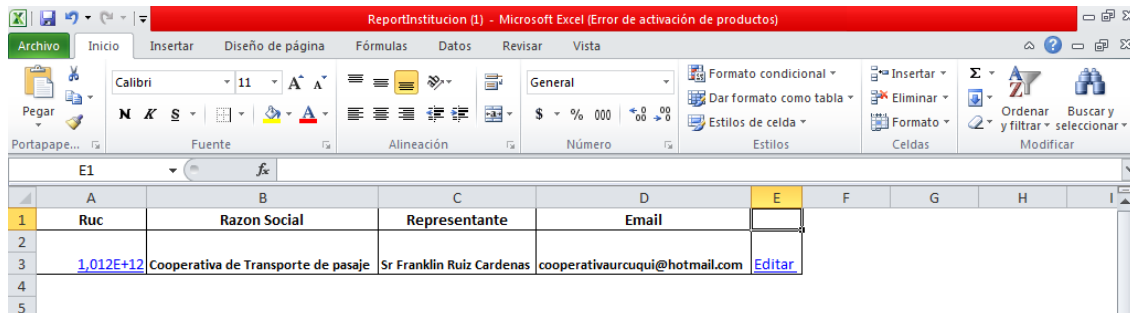 ReportInstitucion (1) - Microsoft Excel (Error de activación de productos)
Archivo Inicio Insertar Diseño de página Fórmulas Datos Revisar Vista
Calibri 11 A A General Formato condicional Insertar Σ
Pegar N K S A $ % 000 Dar formato como tabla Eliminar Ordenar y filtrar Buscar y seleccionar
Estilos de celda Formato
Portapape... Fuente Alineación Número Estilos Celdas Modificar
E1 fx
A B C D E F G H I
1 Ruc Razon Social Representante Email
2
3 1,012E+12 Cooperativa de Transporte de pasaje Sr Franklin Ruiz Cardenas cooperativaurcuqui@hotmail.com Editar
4
5